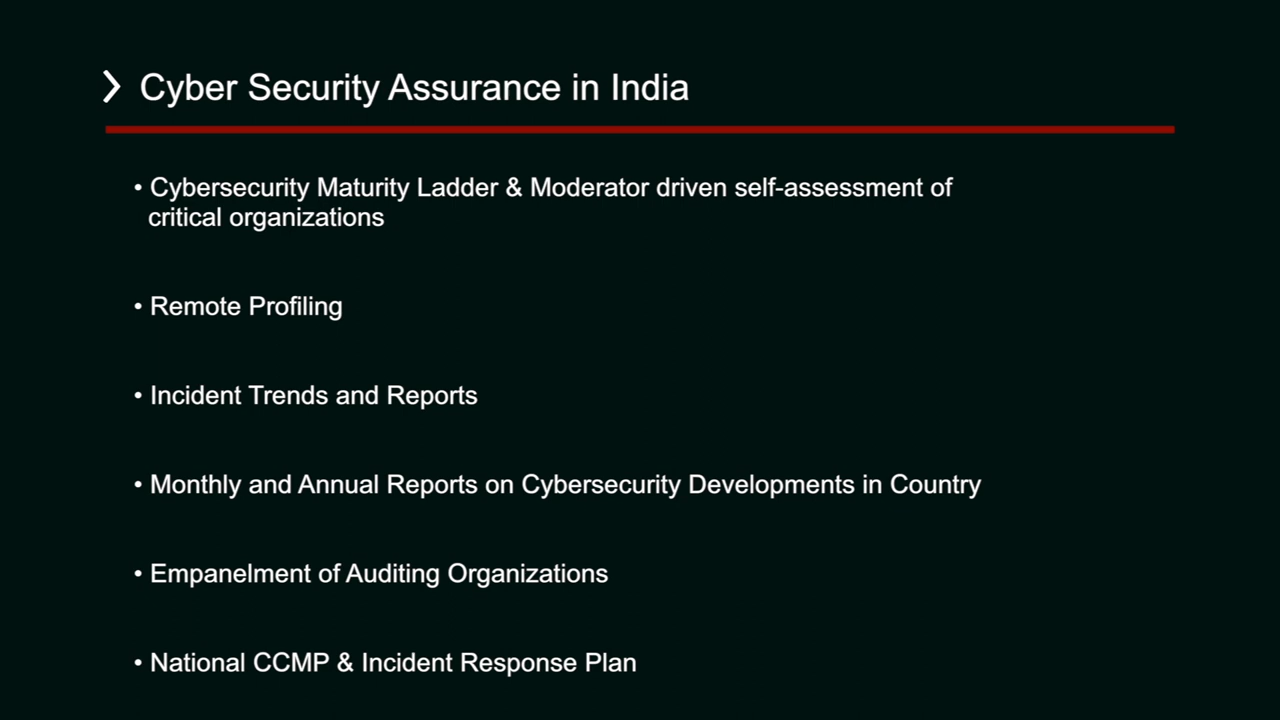 Cyber Security Assurance in India
• Cybersecurity Maturity Ladder & Moderator driven self-assessment of
critical organizations
• Remote Profiling
• Incident Trends and Reports
• Monthly and Annual Reports on Cybersecurity Developments in Country
• Empanelment of Auditing Organizations
• National CCMP & Incident Response Plan